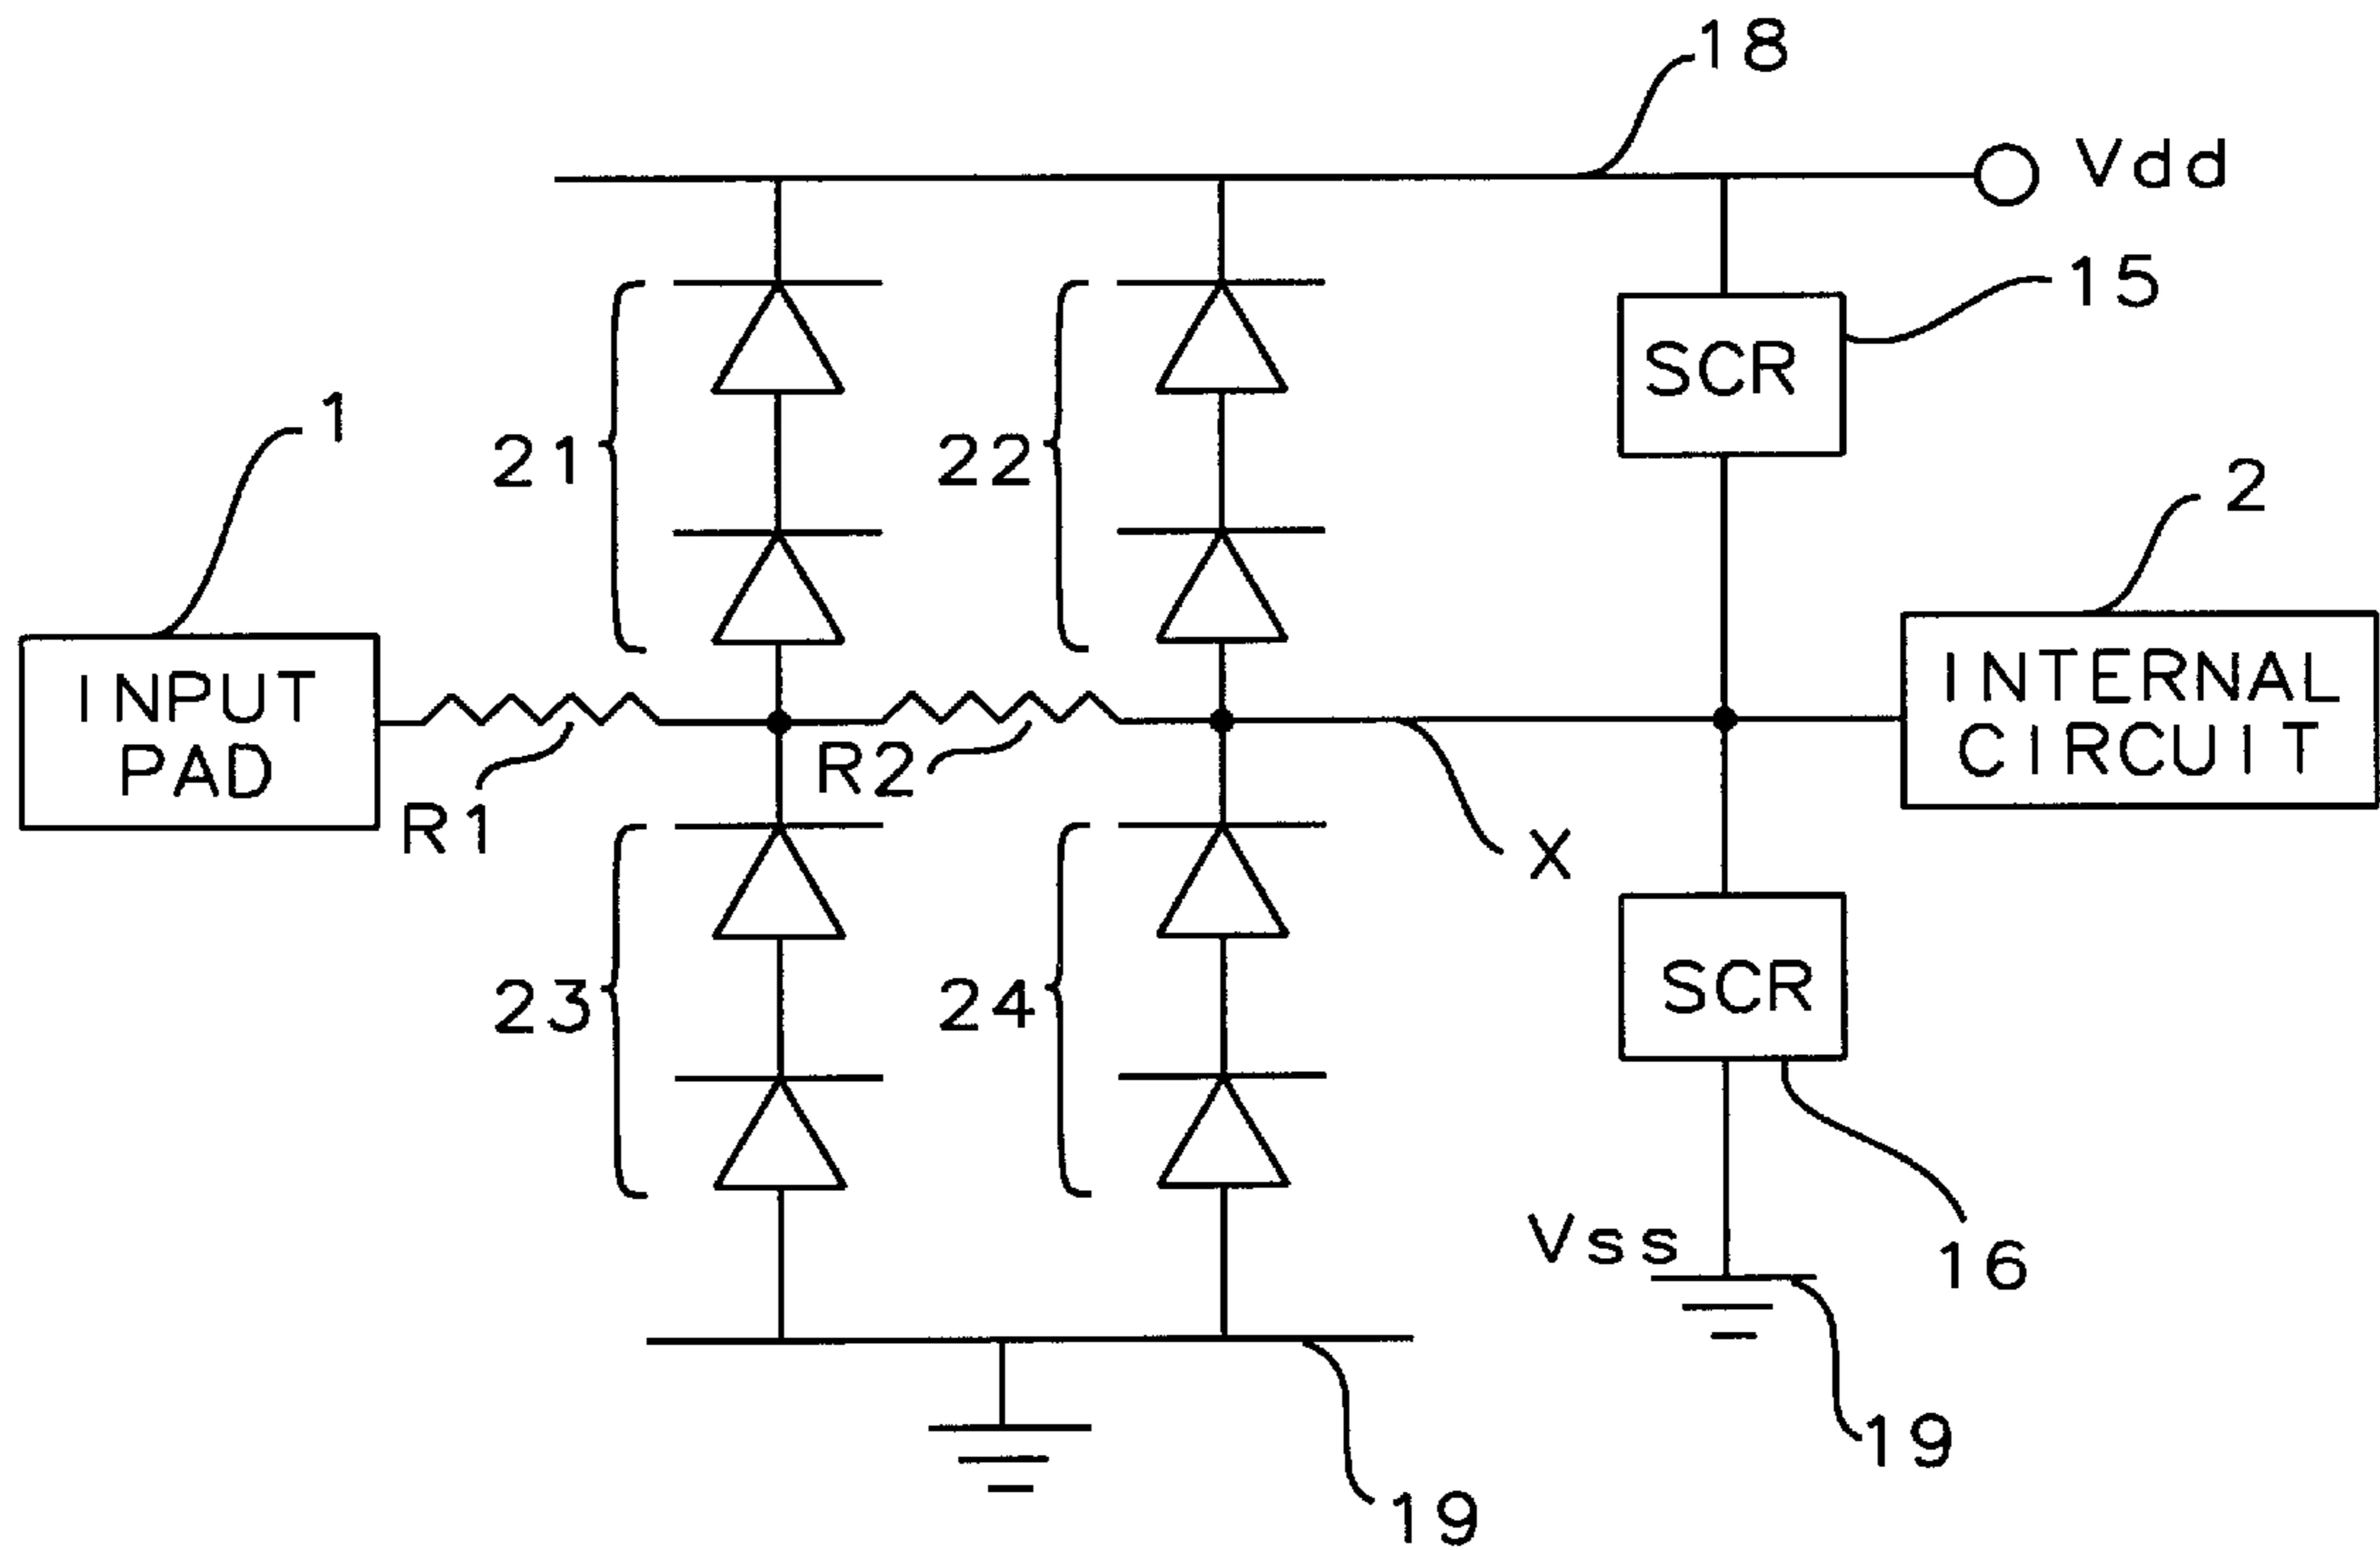 18
Vdd
15
SCR
1
21
22
2
INPUT
PAD
INTERNAL
CIRCUIT
R1
R2
X
23
24
SCR
Vss
16
19
19